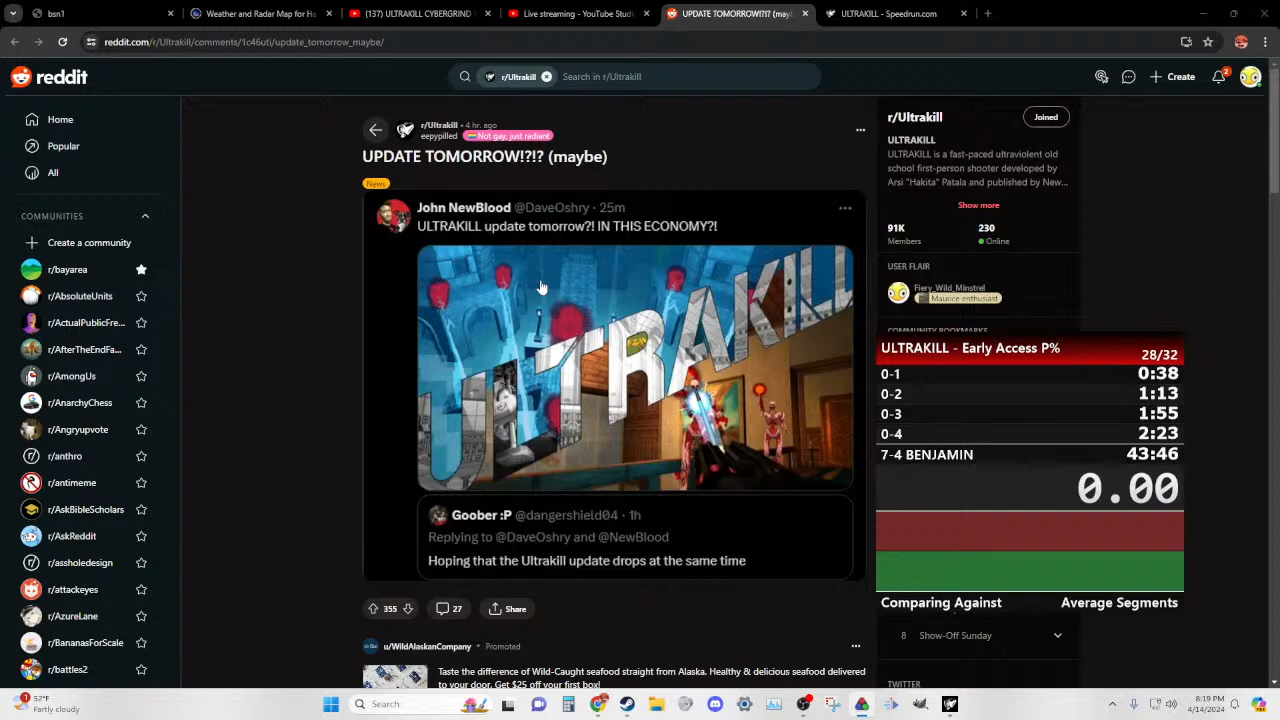 bsn1
Weather and Radar Map for H
(137) ULTRAKILL CYBERGRIND
Live streaming - YouTube Studi
UPDATE TOMORROW!?!? (may
ULTRAKILL - Speedrun.com
reddit.com/r/Ultrakill/comments/1c46uti/update_tomorrow_maybe/
reddit
r/Ultrakill
Search in r/Ultrakill
Create
2
Home
Popular
All
COMMUNITIES
Create a community
r/bayarea
r/AbsoluteUnits
r/ActualPublicFre...
r/AfterTheEndFa...
r/AmongUs
r/AnarchyChess
r/Angryupvote
r/anthro
r/antimeme
r/AskBibleScholars
r/AskReddit
r/assholedesign
r/attackeyes
r/AzureLane
r/BananasForScale
r/battles2
r/Ultrakill • 4 hr. ago
eepypilled
Not gay, just radiant
UPDATE TOMORROW!?!? (maybe)
News
John NewBlood @DaveOshry · 25m
ULTRAKILL update tomorrow?! IN THIS ECONOMY?!
ULTRAKILL
Goober :P @dangershield04 · 1h
Replying to @DaveOshry and @NewBlood
Hoping that the Ultrakill update drops at the same time
355
27
Share
u/WildAlaskanCompany • Promoted
Taste the difference of Wild-Caught seafood straight from Alaska. Healthy & delicious seafood delivered
to your door. Get $25 off your first box!
r/Ultrakill
Joined
ULTRAKILL
ULTRAKILL is a fast-paced ultraviolent old
school first-person shooter developed by
Arsi "Hakita" Patala and published by New...
Show more
91K
230
Members
Online
USER FLAIR
Fiery_Wild_Minstrel
Maurice enthusiast
COMMUNITY BOOKMARKS
ULTRAKILL - Early Access P%
28/32
0-1 0:38
0-2 1:13
0-3 1:55
0-4 2:23
7-4 BENJAMIN 43:46
0.00
Comparing Against Average Segments
8 Show-Off Sunday
TWITTER
1
52°F
Partly cloudy
Search
8:19 PM
4/14/2024